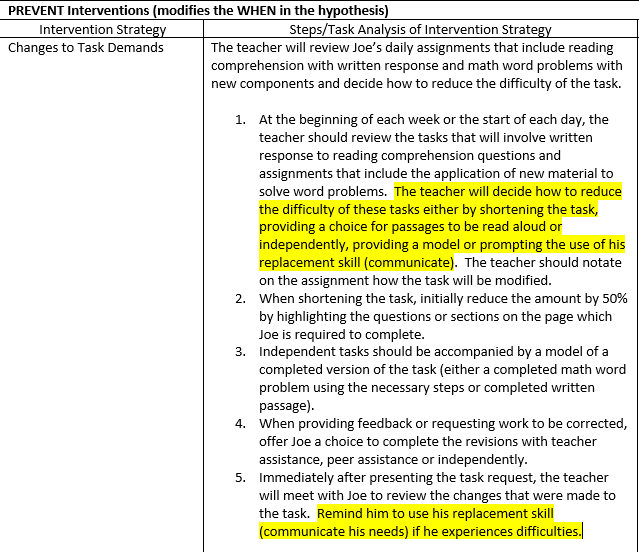 PREVENT Interventions (modifies the WHEN in the hypothesis)
Intervention Strategy
Steps/Task Analysis of Intervention Strategy
Changes to Task Demands
The teacher will review Joe’s daily assignments that include reading
comprehension with written response and math word problems with
new components and decide how to reduce the difficulty of the task.
1. At the beginning of each week or the start of each day, the
teacher should review the tasks that will involve written
response to reading comprehension questions and
assignments that include the application of new material to
solve word problems. The teacher will decide how to reduce
the difficulty of these tasks either by shortening the task,
providing a choice for passages to be read aloud or
independently, providing a model or prompting the use of his
replacement skill (communicate). The teacher should notate
on the assignment how the task will be modified.
2. When shortening the task, initially reduce the amount by 50%
by highlighting the questions or sections on the page which
Joe is required to complete.
3. Independent tasks should be accompanied by a model of a
completed version of the task (either a completed math word
problem using the necessary steps or completed written
passage).
4. When providing feedback or requesting work to be corrected,
offer Joe a choice to complete the revisions with teacher
assistance, peer assistance or independently.
5. Immediately after presenting the task request, the teacher
will meet with Joe to review the changes that were made to
the task. Remind him to use his replacement skill
(communicate his needs) if he experiences difficulties.